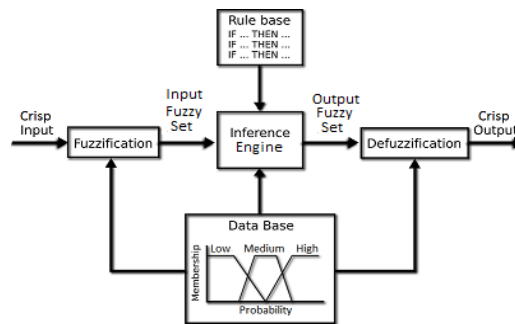 Rule base
IF ... THEN ...
IF ... THEN ...
IF ... THEN ...
Crisp
Input
Fuzzification
Input
Fuzzy
Set
Inference
Engine
Output
Fuzzy
Set
Defuzzification
Crisp
Output
Data Base
Low Medium High
Membership
Probability